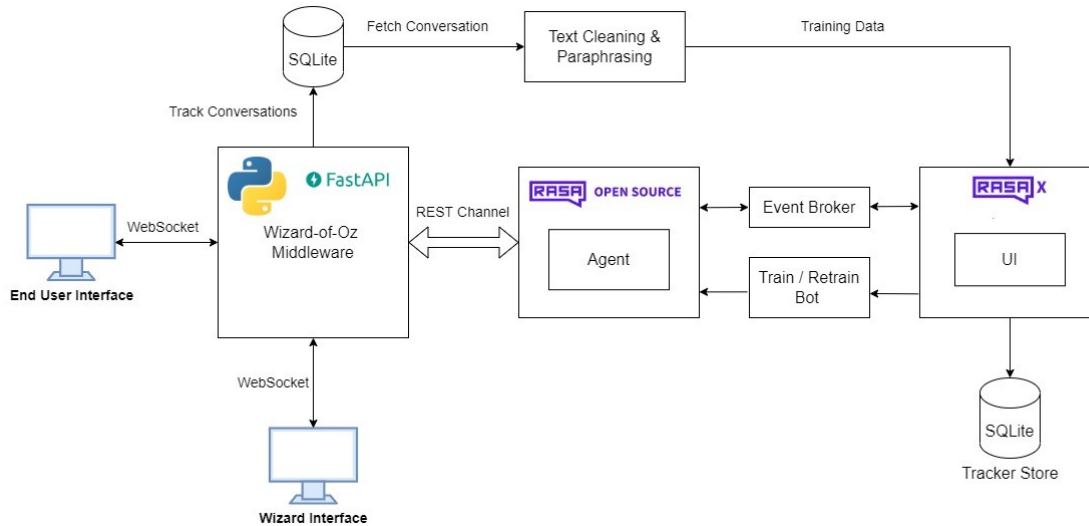 SQLite
Fetch Conversation
Text Cleaning &
Paraphrasing
Training Data
Track Conversations
FastAPI
Wizard-of-Oz
Middleware
WebSocket
End User Interface
REST Channel
RASA OPEN SOURCE
Agent
Event Broker
Train / Retrain
Bot
RASA X
UI
WebSocket
Wizard Interface
SQLite
Tracker Store